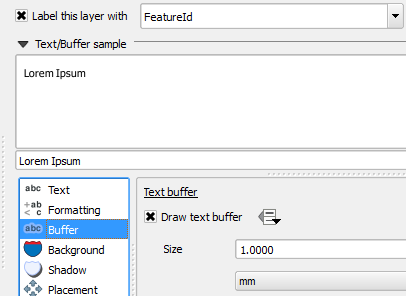 Label this layer with FeatureId
Text/Buffer sample
Lorem Ipsum
Lorem Ipsum
abc Text
+ab < c Formatting
abc Buffer
Background
Shadow
Placement
Text buffer
Draw text buffer
Size 1.0000
mm